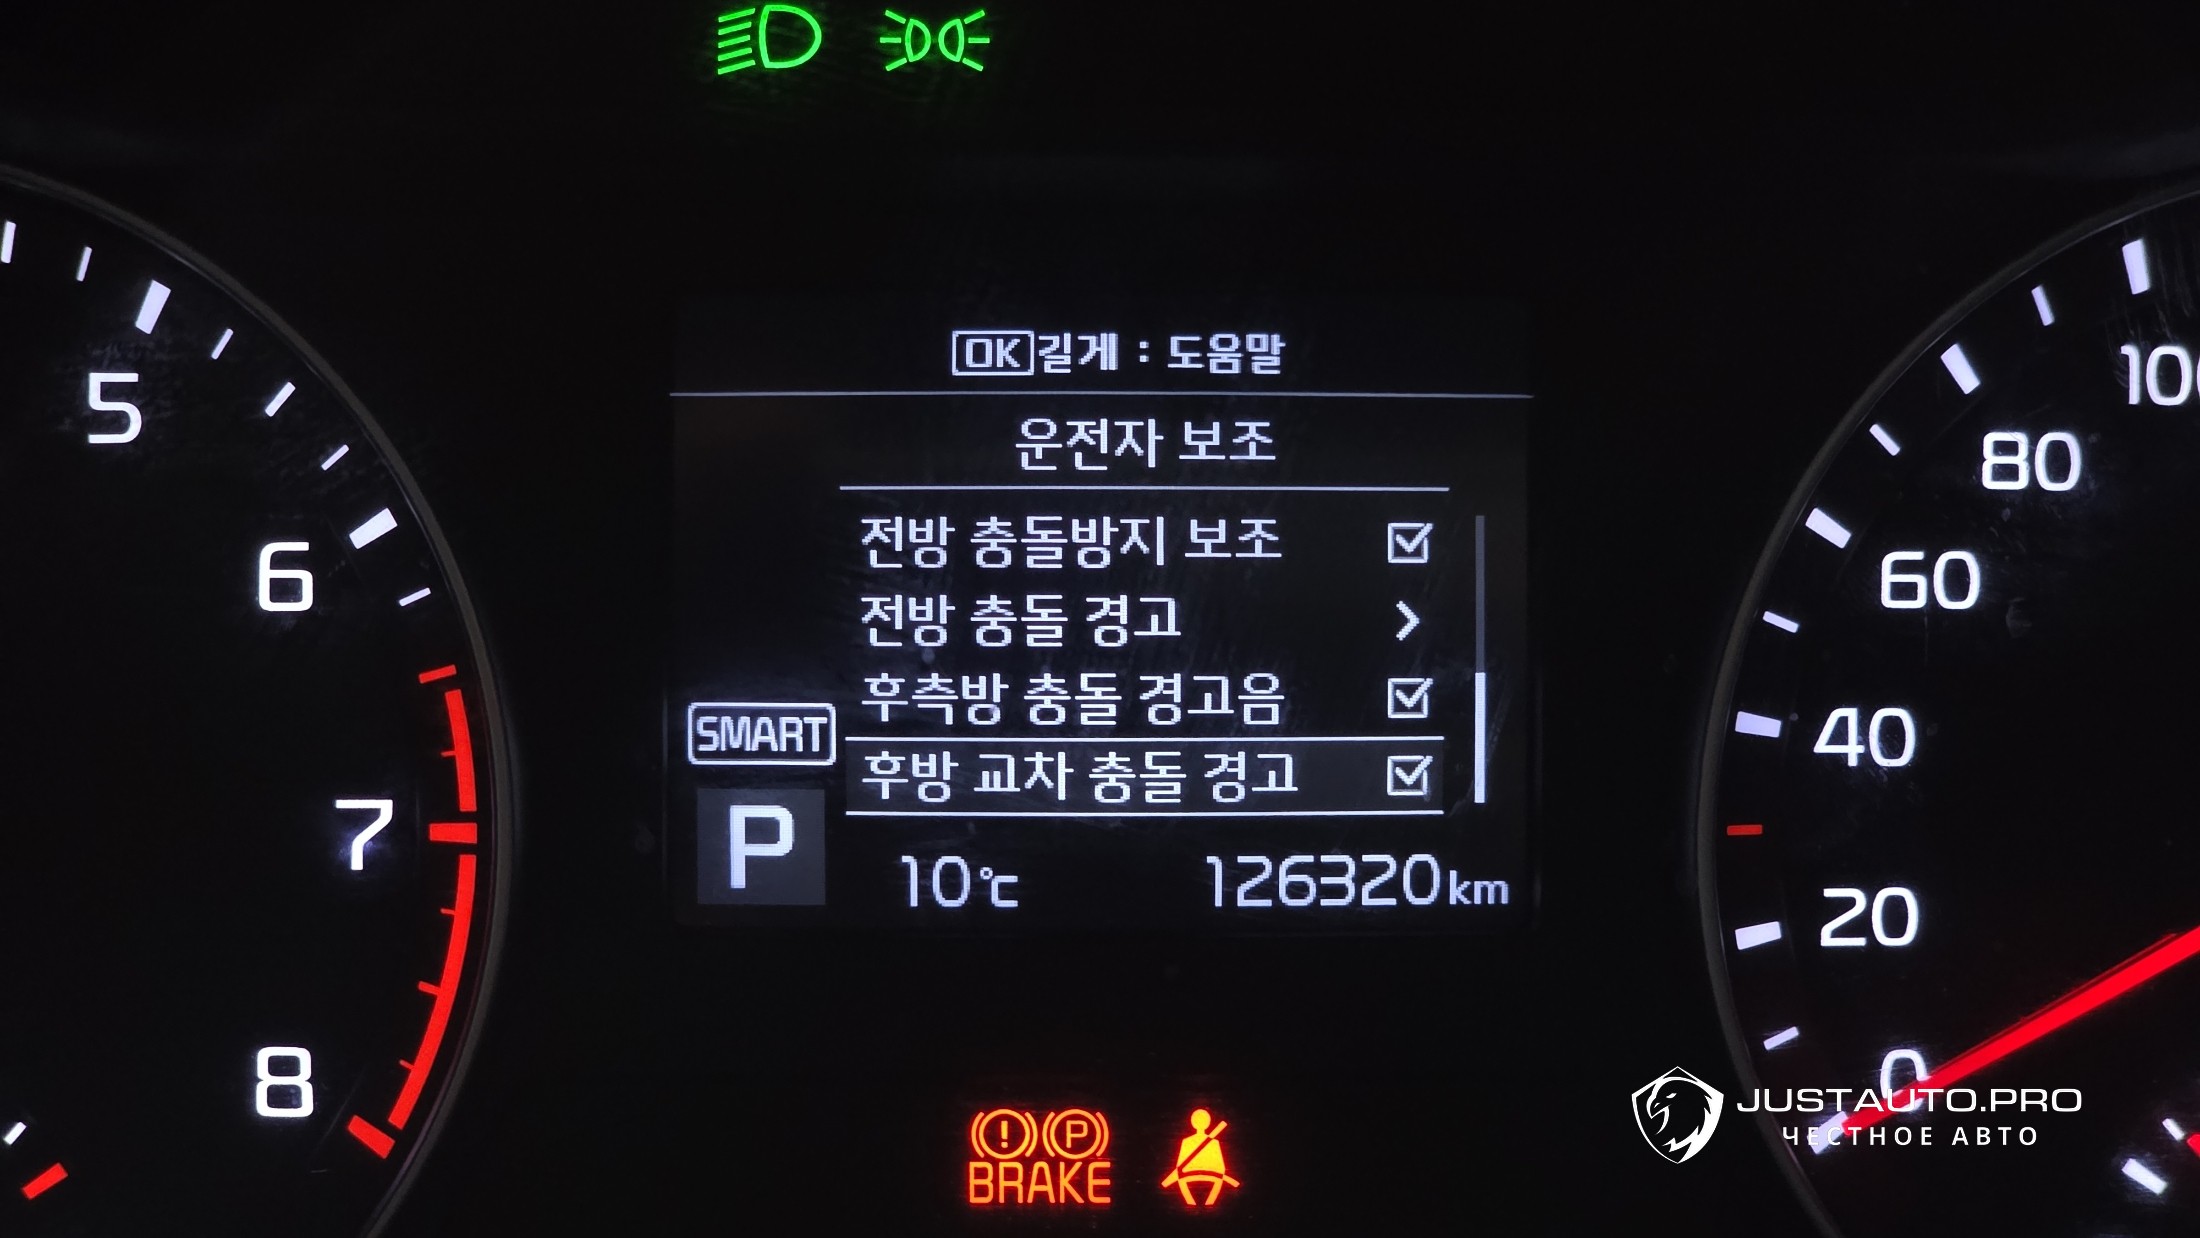 OK 길게 : 도움말
운전자 보조
전방 충돌방지 보조
전방 충돌 경고
후측방 충돌 경고음
후방 교차 충돌 경고
SMART
P
10℃ 126320km
5
6
7
8
100
80
60
40
20
0
! P
BRAKE
JUSTAUTO.PRO
ЧЕСТНОЕ АВТО